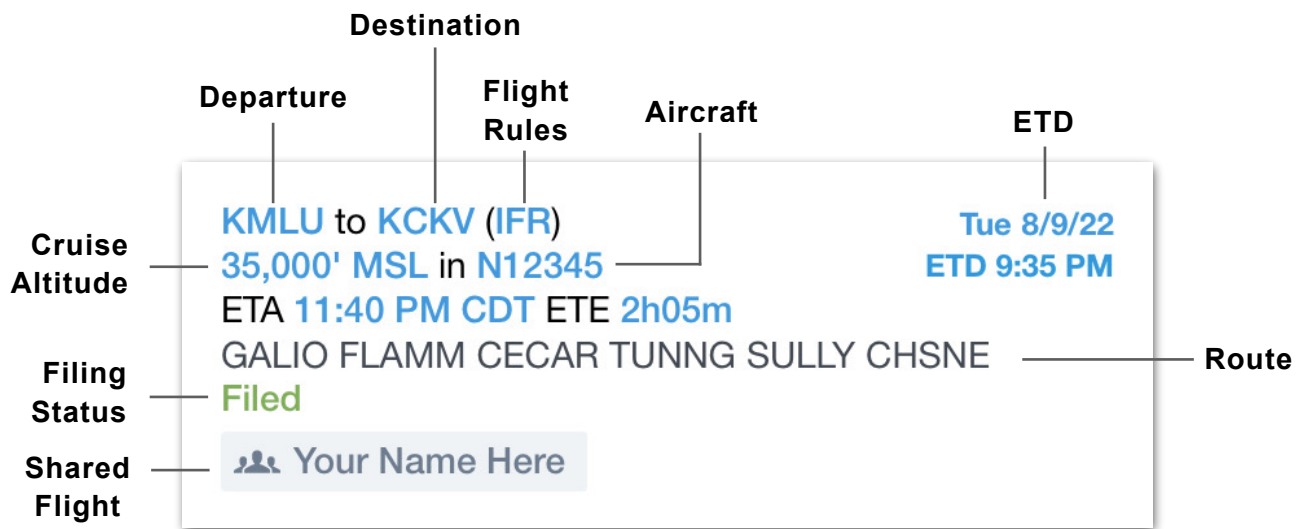 Destination
Departure
Flight
Rules
Aircraft
ETD
KMLU to KCKV (IFR)
Tue 8/9/22
Cruise
Altitude
35,000' MSL in N12345
ETD 9:35 PM
ETA 11:40 PM CDT ETE 2h05m
GALIO FLAMM CECAR TUNNG SULLY CHSNE
Route
Filing
Status
Filed
Shared
Flight
Your Name Here